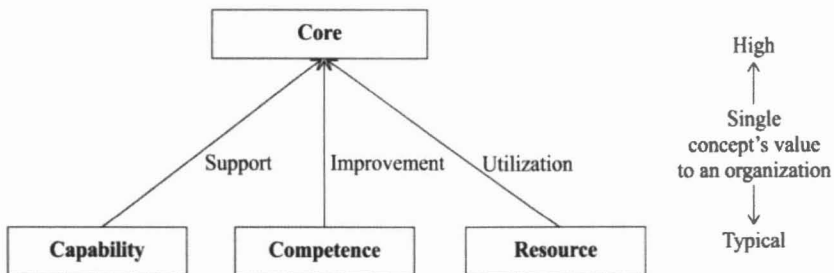 Core
High
Single
concept's value
to an organization
Support
Improvement
Utilization
Capability
Competence
Resource
Typical